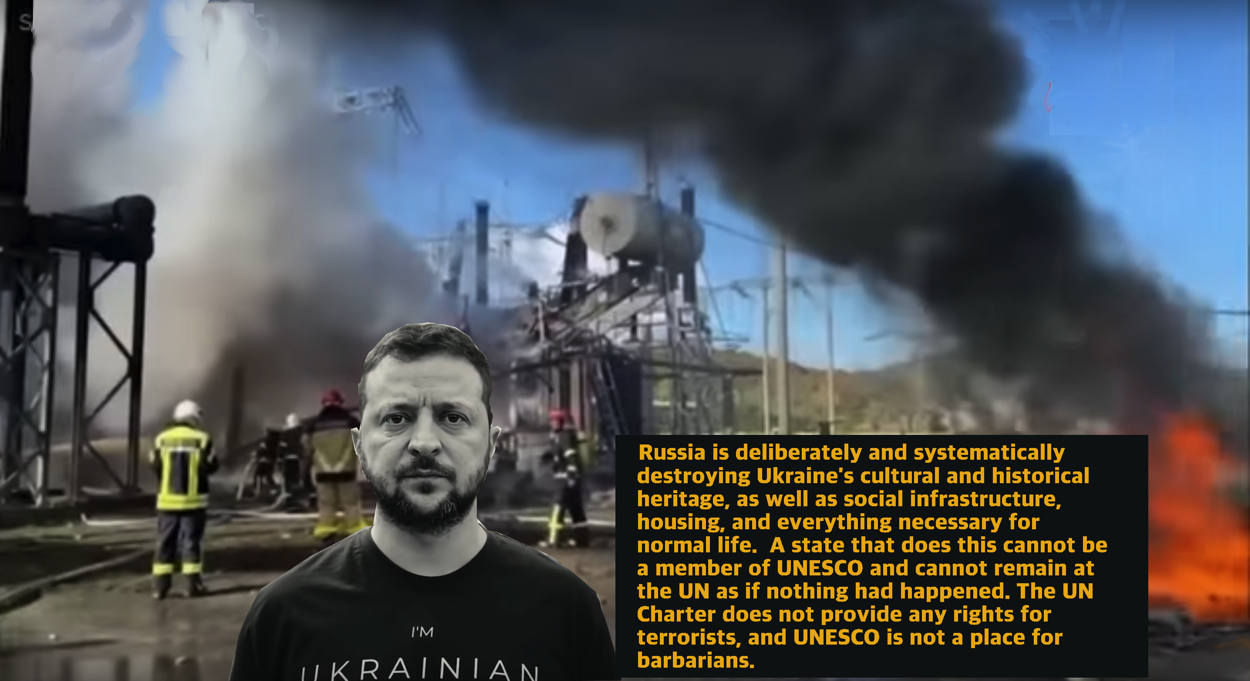 I'M
UKRAINIAN
Russia is deliberately and systematically
destroying Ukraine's cultural and historical
heritage, as well as social infrastructure,
housing, and everything necessary for
normal life.  A state that does this cannot be
a member of UNESCO and cannot remain at
the UN as if nothing had happened. The UN
Charter does not provide any rights for
terrorists, and UNESCO is not a place for
barbarians.